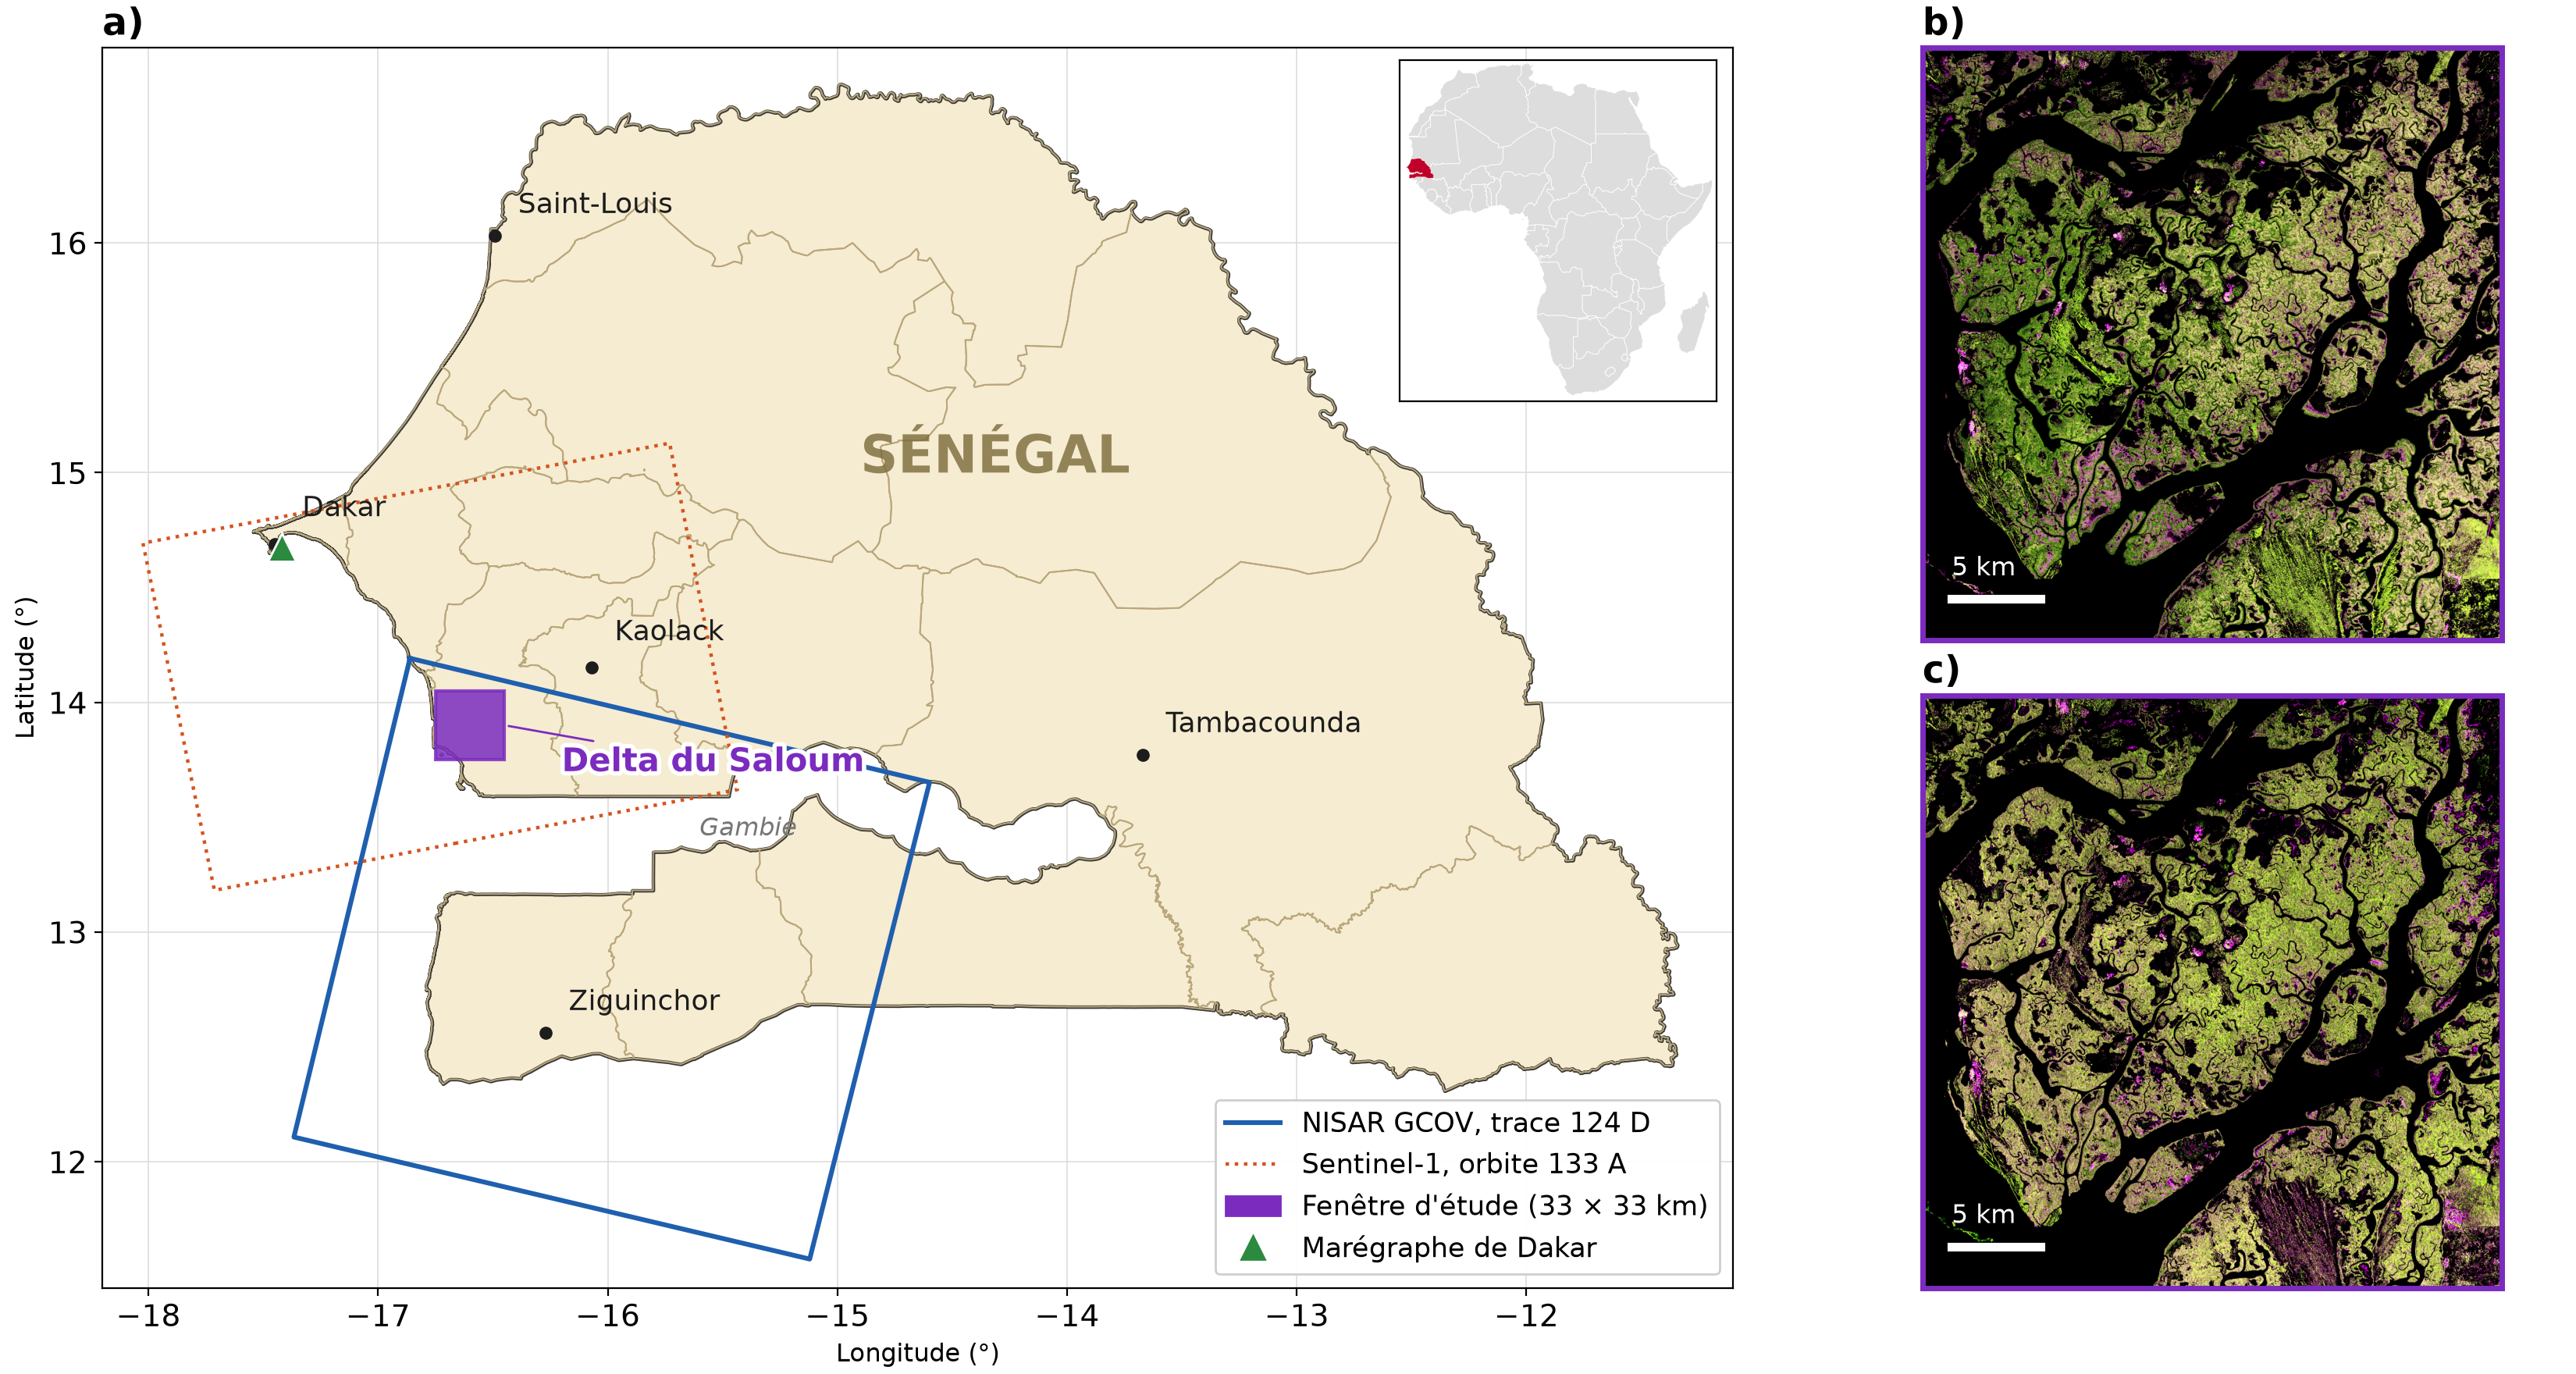 a)
Saint-Louis
SÉNÉGAL
Dakar
Kaolack
Tambacounda
Delta du Saloum
Gambie
Ziguinchor
16
15
14
13
12
Latitude (°)
−18
−17
−16
−15
−14
−13
−12
Longitude (°)
NISAR GCOV, trace 124 D
Sentinel-1, orbite 133 A
Fenêtre d'étude (33 × 33 km)
Marégraphe de Dakar
b)
5 km
c)
5 km